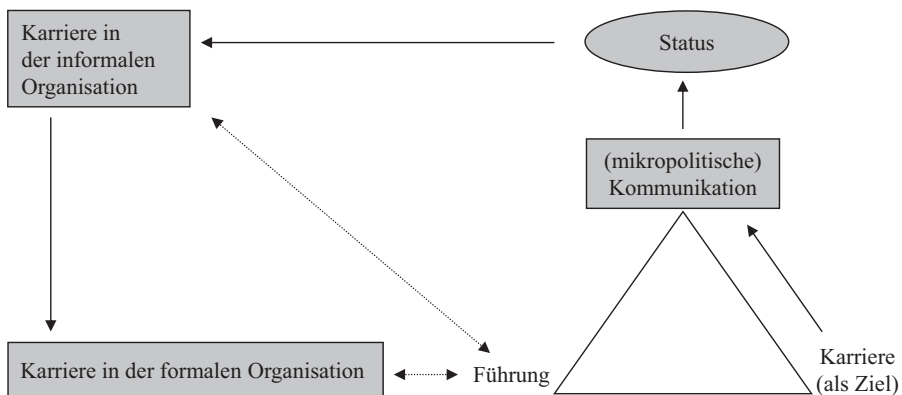 Karriere in
der informalen
Organisation
Status
(mikropolitische)
Kommunikation
Karriere in der formalen Organisation
Führung
Karriere
(als Ziel)